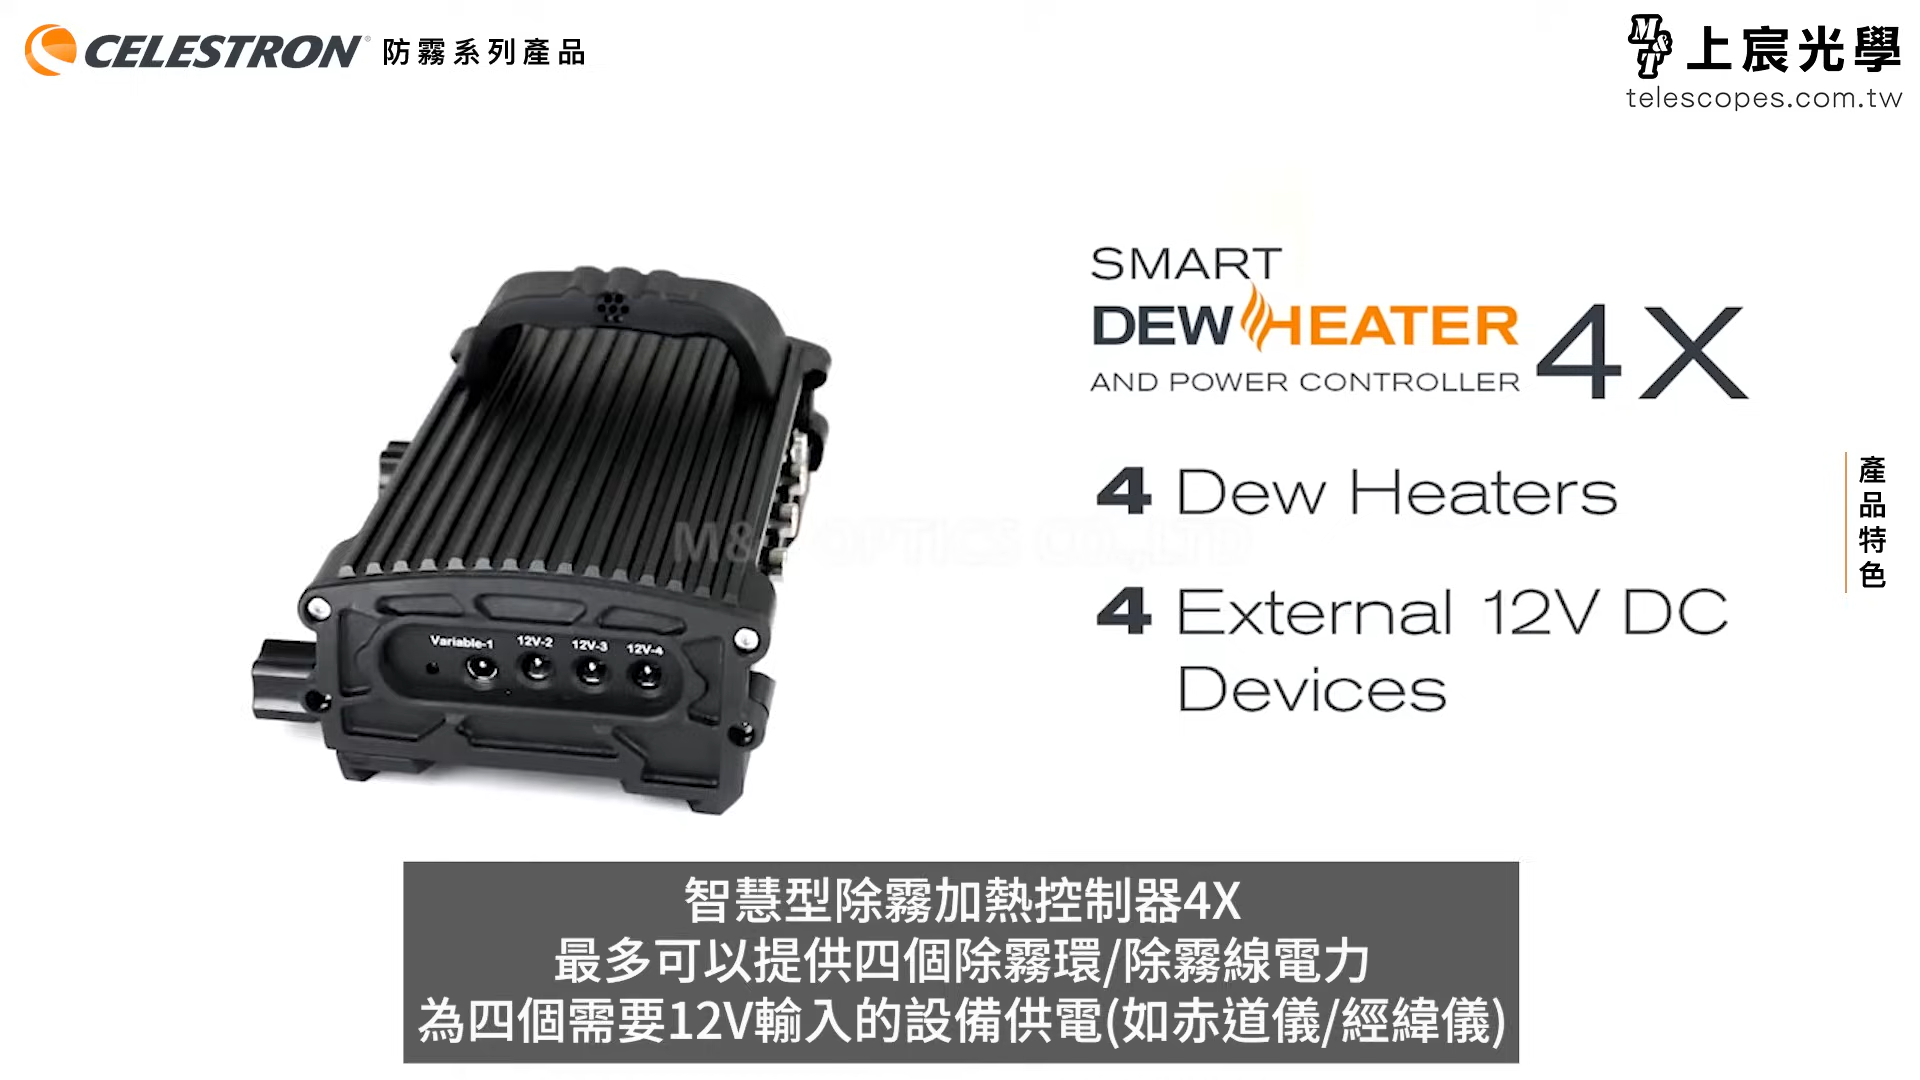 CELESTRON® 防霧系列產品
M&T 上宸光學
telescopes.com.tw
SMART
DEW HEATER 4X
AND POWER CONTROLLER
4 Dew Heaters
4 External 12V DC
Devices
產品特色
Variable-1 12V-2 12V-3 12V-4
M&T OPTICS CO.,LTD
智慧型除霧加熱控制器4X
最多可以提供四個除霧環/除霧線電力
為四個需要12V輸入的設備供電(如赤道儀/經緯儀)